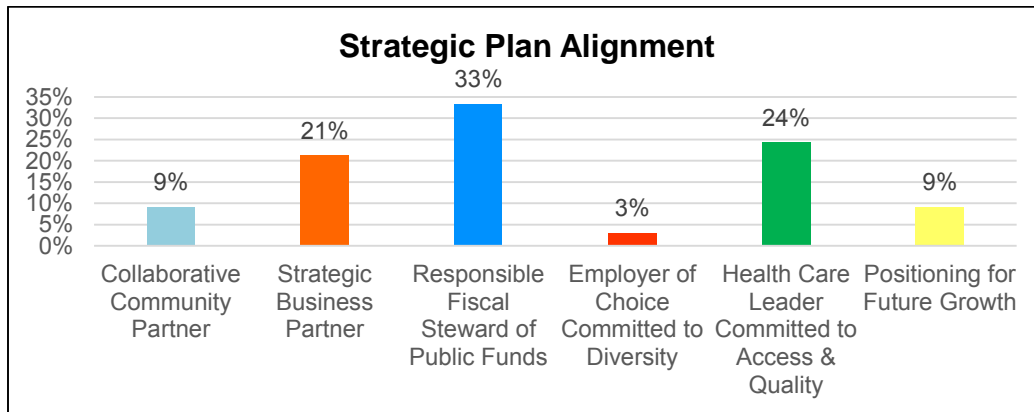 Strategic Plan Alignment
35%
30%
25%
20%
15%
10%
5%
0%
9%
21%
33%
3%
24%
9%
Collaborative
Community
Partner
Strategic
Business
Partner
Responsible
Fiscal
Steward of
Public Funds
Employer of
Choice
Committed to
Diversity
Health Care
Leader
Committed to
Access &
Quality
Positioning for
Future Growth